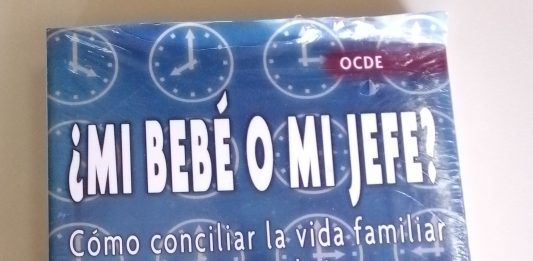 OCDE
¿MI BEBÉ O MI JEFE?
Cómo conciliar la vida familiar